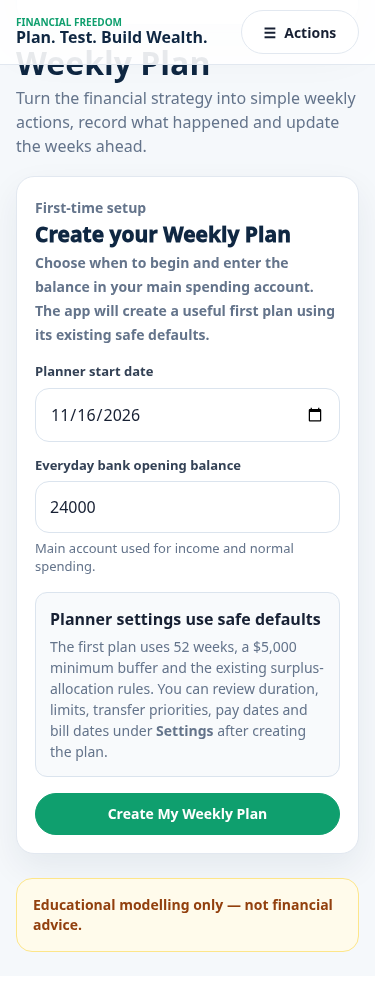 FINANCIAL FREEDOM
Plan. Test. Build Wealth.
☰ Actions
Weekly Plan
Turn the financial strategy into simple weekly
actions, record what happened and update
the weeks ahead.
First-time setup
Create your Weekly Plan
Choose when to begin and enter the
balance in your main spending account.
The app will create a useful first plan using
its existing safe defaults.
Planner start date
11/16/2026
Everyday bank opening balance
24000
Main account used for income and normal
spending.
Planner settings use safe defaults
The first plan uses 52 weeks, a $5,000
minimum buffer and the existing surplus-
allocation rules. You can review duration,
limits, transfer priorities, pay dates and
bill dates under Settings after creating
the plan.
Create My Weekly Plan
Educational modelling only — not financial
advice.